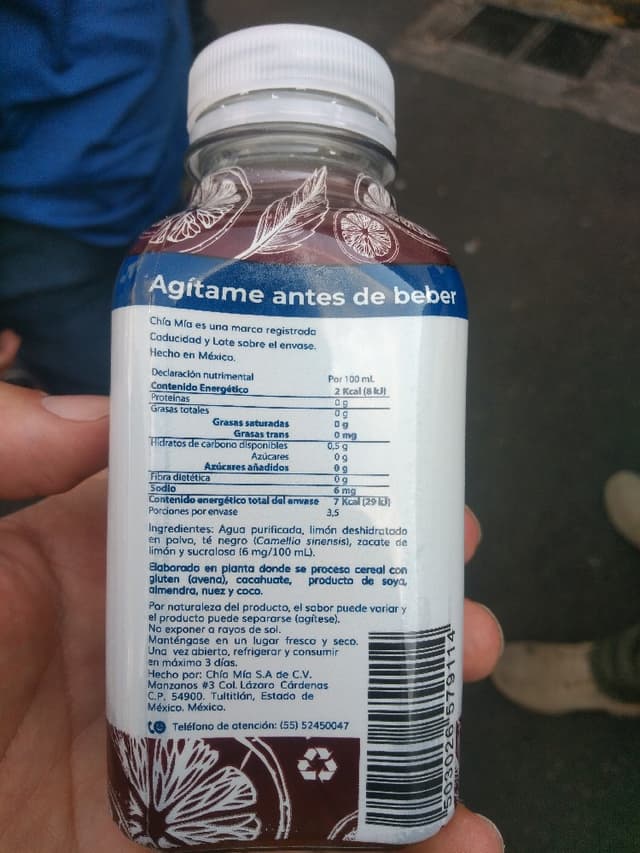 Agítame antes de beber
Chía Mía es una marca registrada
Caducidad y Lote sobre el envase.
Hecho en México.
Declaración nutrimental Por 100 ml.
Contenido Energético 2 Kcal (8 kJ)
Proteínas 0 g
Grasas totales 0 g
Grasas saturadas 0 g
Grasas trans 0 mg
Hidratos de carbono disponibles 0,5 g
Azúcares 0 g
Azúcares añadidos 0 g
Fibra dietética 0 g
Sodio 6 mg
Contenido energético total del envase 7 Kcal (29 kJ)
Porciones por envase 3,5
Ingredientes: Agua purificada, limón deshidratado
en polvo, té negro (Camellia sinensis), zacate de
limón y sucralosa (6 mg/100 mL).
Elaborado en planta donde se procesa cereal con
gluten (avena), cacahuate, producto de soya,
almendra, nuez y coco.
Por naturaleza del producto, el sabor puede variar y
el producto puede separarse (agítese).
No exponer a rayos de sol.
Manténgase en un lugar fresco y seco.
Una vez abierto, refrigerar y consumir
en máximo 3 días.
Hecho por: Chía Mía S.A de C.V.
Manzanos #3 Col. Lázaro Cárdenas
C.P. 54900. Tultitlán, Estado de
México. México.
Teléfono de atención: (55) 52450047
7503026579114